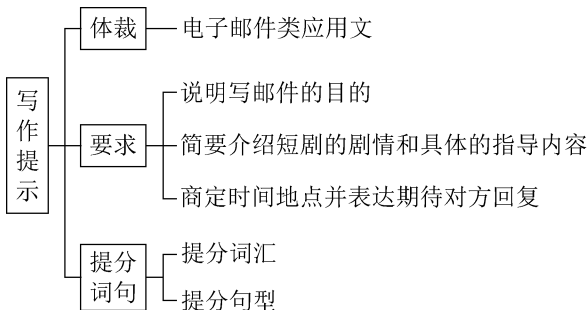 写作提示
体裁
电子邮件类应用文
要求
说明写邮件的目的
简要介绍短剧的剧情和具体的指导内容
商定时间地点并表达期待对方回复
提分
词句
提分词汇
提分句型